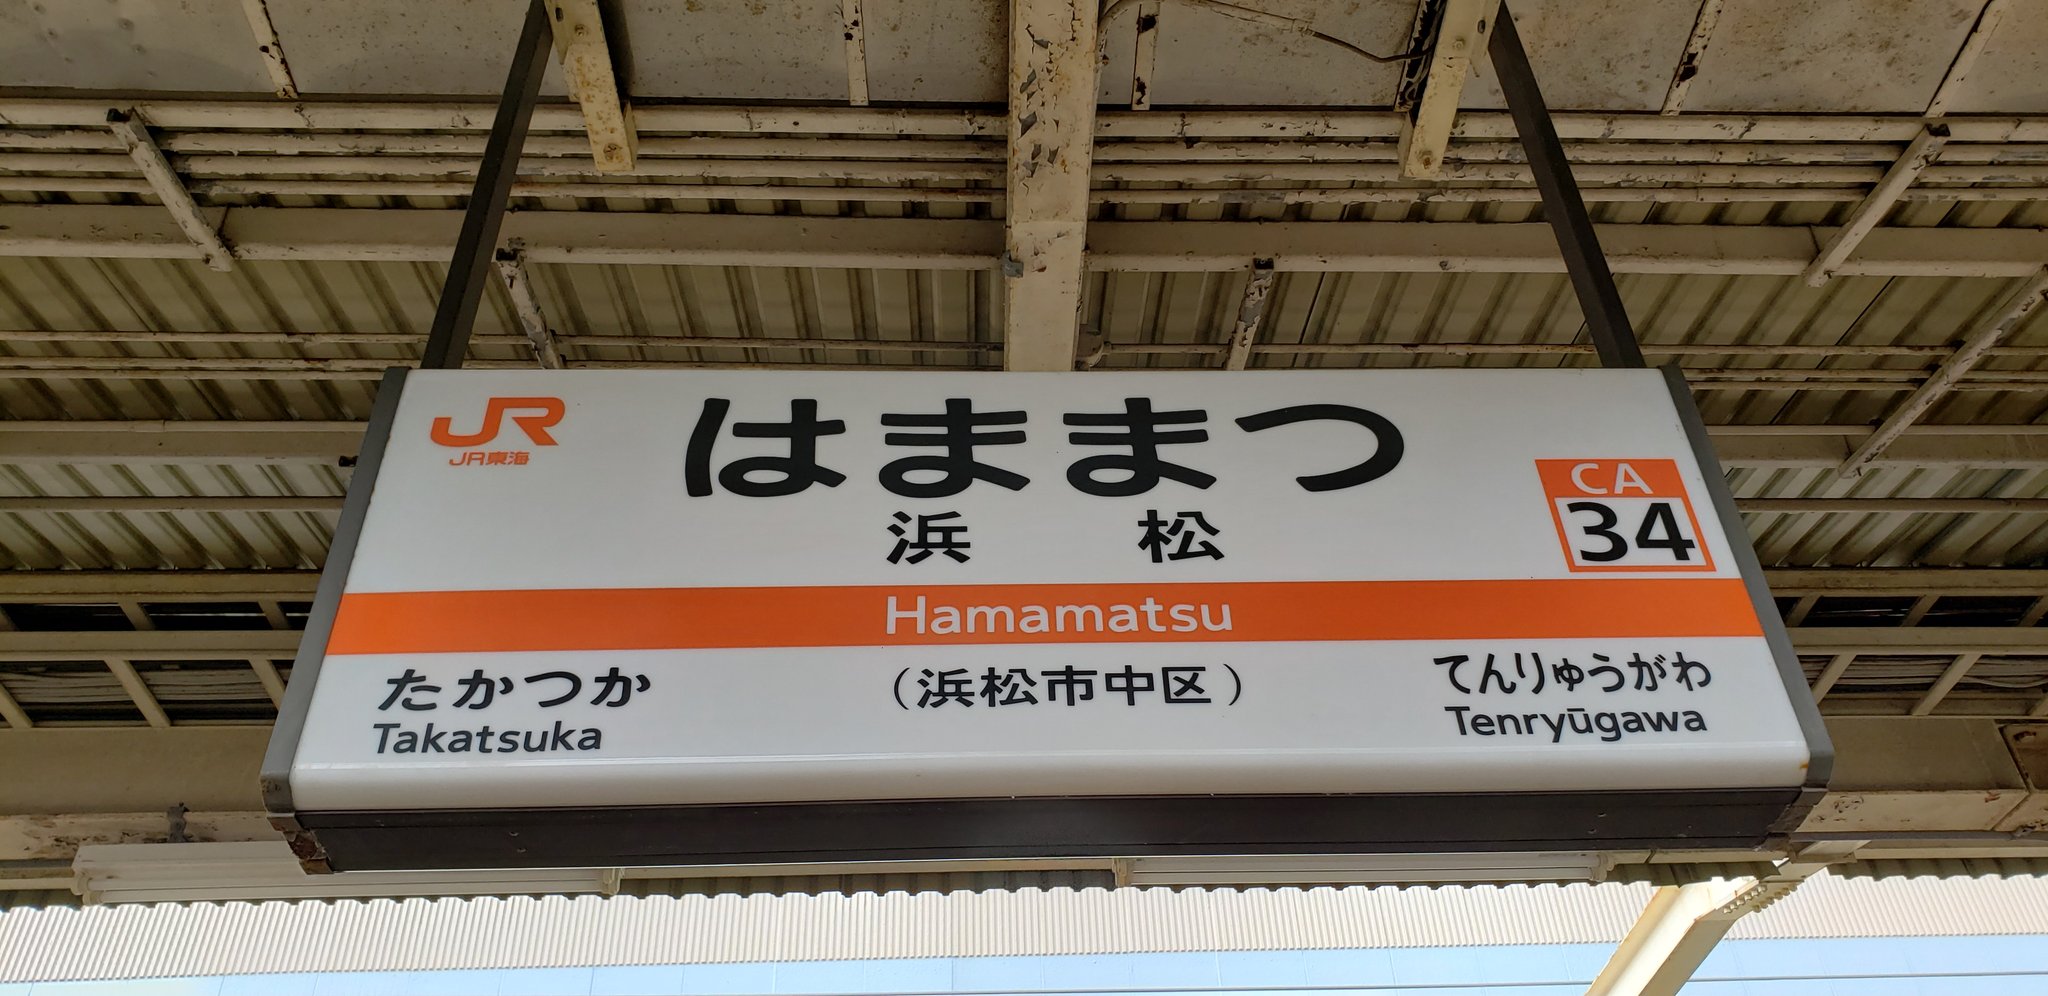 JR
JR東海
はままつ
浜松
CA
34
Hamamatsu
(浜松市中区)
たかつか
Takatsuka
てんりゅうがわ
Tenryūgawa